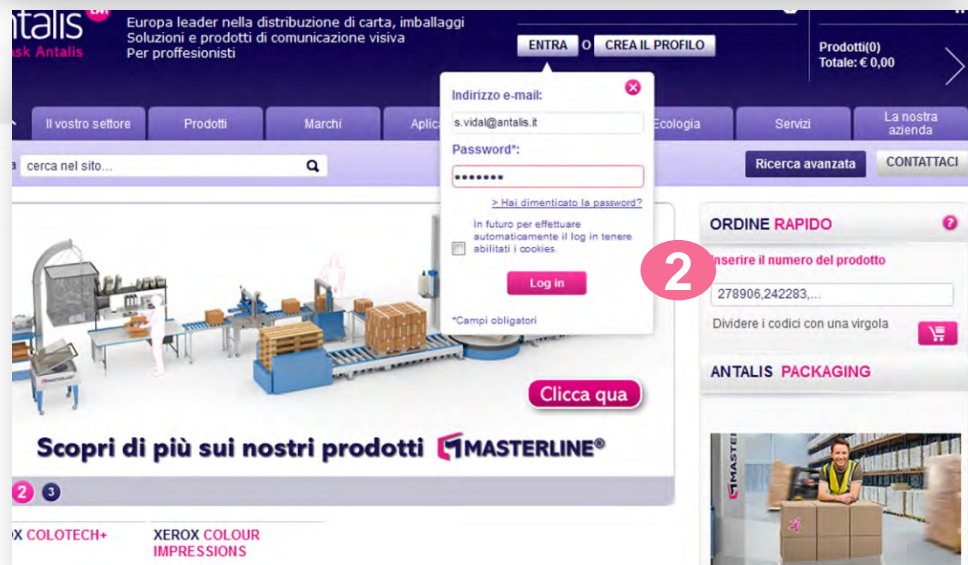 ntalis
ask Antalis
Europa leader nella distribuzione di carta, imballaggi
Soluzioni e prodotti di comunicazione visiva
Per proffesionisti
ENTRA O CREA IL PROFILO
Prodotti(0)
Totale: € 0,00
Il vostro settore
Prodotti
Marchi
Aplic
Ecologia
Servizi
La nostra
azienda
cerca nel sito...
Ricerca avanzata
CONTATTACI
Indirizzo e-mail:
s.vidal@antalis.it
Password*:
•••••••
> Hai dimenticato la password?
In futuro per effettuare
automaticamente il log in tenere
abilitati i cookies.
Log in
*Campi obligatori
2
ORDINE RAPIDO
?
Inserire il numero del prodotto
278906,242283,...
Dividere i codici con una virgola
ANTALIS PACKAGING
MASTERLINE
Clicca qua
Scopri di più sui nostri prodotti MASTERLINE®
2 3
X COLOTECH+
XEROX COLOUR
IMPRESSIONS